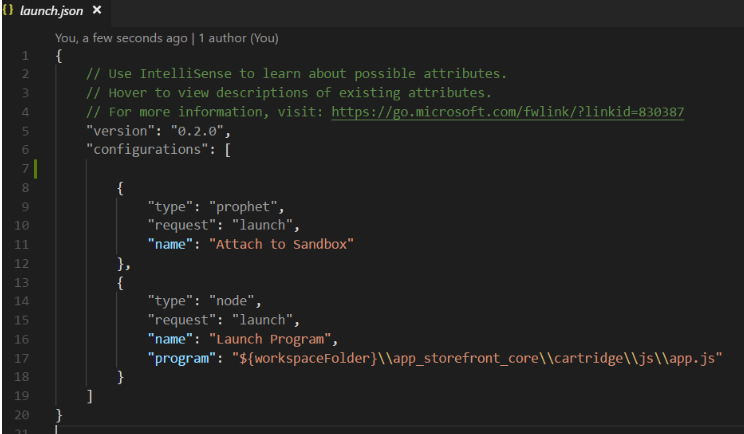 {} launch.json ×
You, a few seconds ago | 1 author (You)
1 {
2 // Use IntelliSense to learn about possible attributes.
3 // Hover to view descriptions of existing attributes.
4 // For more information, visit: https://go.microsoft.com/fwlink/?linkid=830387
5 "version": "0.2.0",
6 "configurations": [
7
8 {
9 "type": "prophet",
10 "request": "launch",
11 "name": "Attach to Sandbox"
12 },
13 {
14 "type": "node",
15 "request": "launch",
16 "name": "Launch Program",
17 "program": "${workspaceFolder}\\app_storefront_core\\cartridge\\js\\app.js"
18 }
19 ]
20 }
21